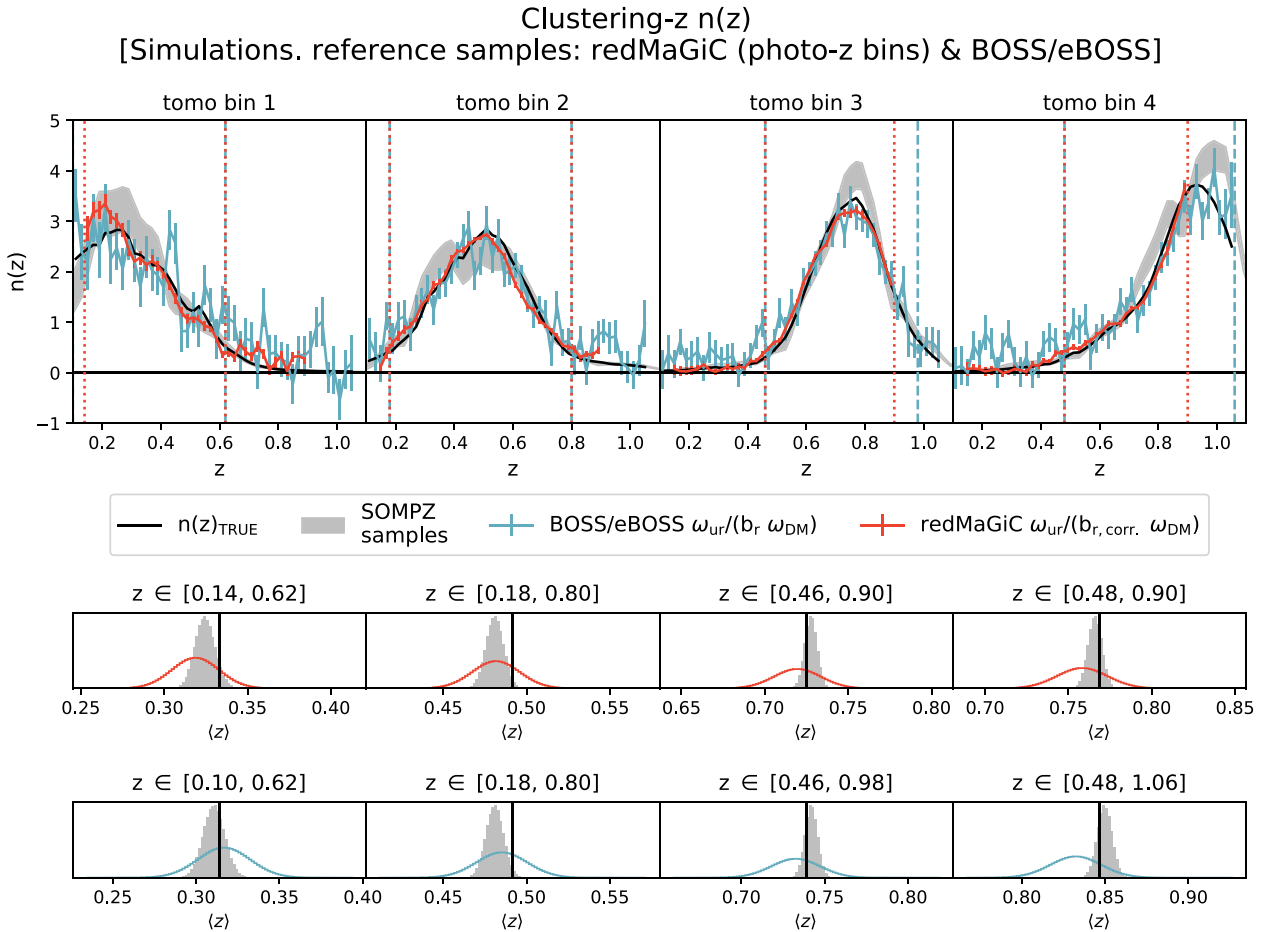 Clustering-z n(z)
[Simulations. reference samples: redMaGiC (photo-z bins) & BOSS/eBOSS]
tomo bin 1 tomo bin 2 tomo bin 3 tomo bin 4
5
4
3
2
1
0
−1
n(z)
0.2 0.4 0.6 0.8 1.0 0.2 0.4 0.6 0.8 1.0 0.2 0.4 0.6 0.8 1.0 0.2 0.4 0.6 0.8 1.0
z z z z
n(z)TRUE SOMPZ samples BOSS/eBOSS ωur/(br ωDM) redMaGiC ωur/(br, corr. ωDM)
z ∈ [0.14, 0.62] z ∈ [0.18, 0.80] z ∈ [0.46, 0.90] z ∈ [0.48, 0.90]
0.25 0.30 0.35 0.40 0.45 0.50 0.55 0.65 0.70 0.75 0.80 0.70 0.75 0.80 0.85
⟨z⟩ ⟨z⟩ ⟨z⟩ ⟨z⟩
z ∈ [0.10, 0.62] z ∈ [0.18, 0.80] z ∈ [0.46, 0.98] z ∈ [0.48, 1.06]
0.25 0.30 0.35 0.40 0.45 0.50 0.55 0.70 0.75 0.80 0.80 0.85 0.90
⟨z⟩ ⟨z⟩ ⟨z⟩ ⟨z⟩